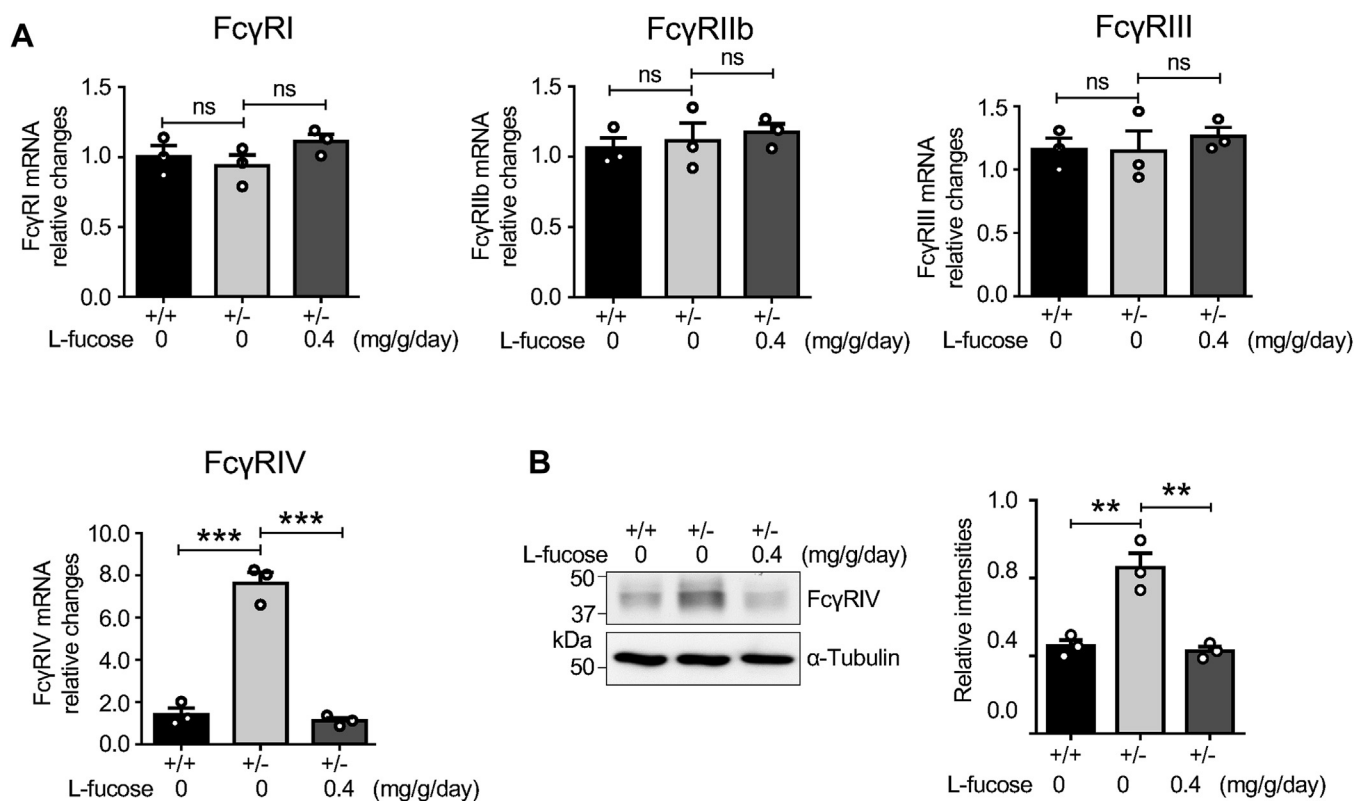 A
FcγRI
FcγRI mRNA
relative changes
1.5
1.0
0.5
0.0
ns
ns
+/+ +/- +/-
L-fucose 0 0 0.4 (mg/g/day)
FcγRIIb
FcγRIIb mRNA
relative changes
1.5
1.0
0.5
0.0
ns
ns
+/+ +/- +/-
L-fucose 0 0 0.4 (mg/g/day)
FcγRIII
FcγRIII mRNA
relative changes
1.5
1.0
1.5
0.0
ns
ns
+/+ +/- +/-
L-fucose 0 0 0.4 (mg/g/day)
FcγRIV
FcγRIV mRNA
relative changes
10.0
8.0
6.0
4.0
2.0
0.0
***
***
+/+ +/- +/-
L-fucose 0 0 0.4 (mg/g/day)
B
+/+ +/- +/-
L-fucose 0 0 0.4 (mg/g/day)
50
37
FcγRIV
kDa
50
α-Tubulin
Relative intensities
1.0
0.8
0.4
0.0
**
**
+/+ +/- +/-
L-fucose 0 0 0.4 (mg/g/day)